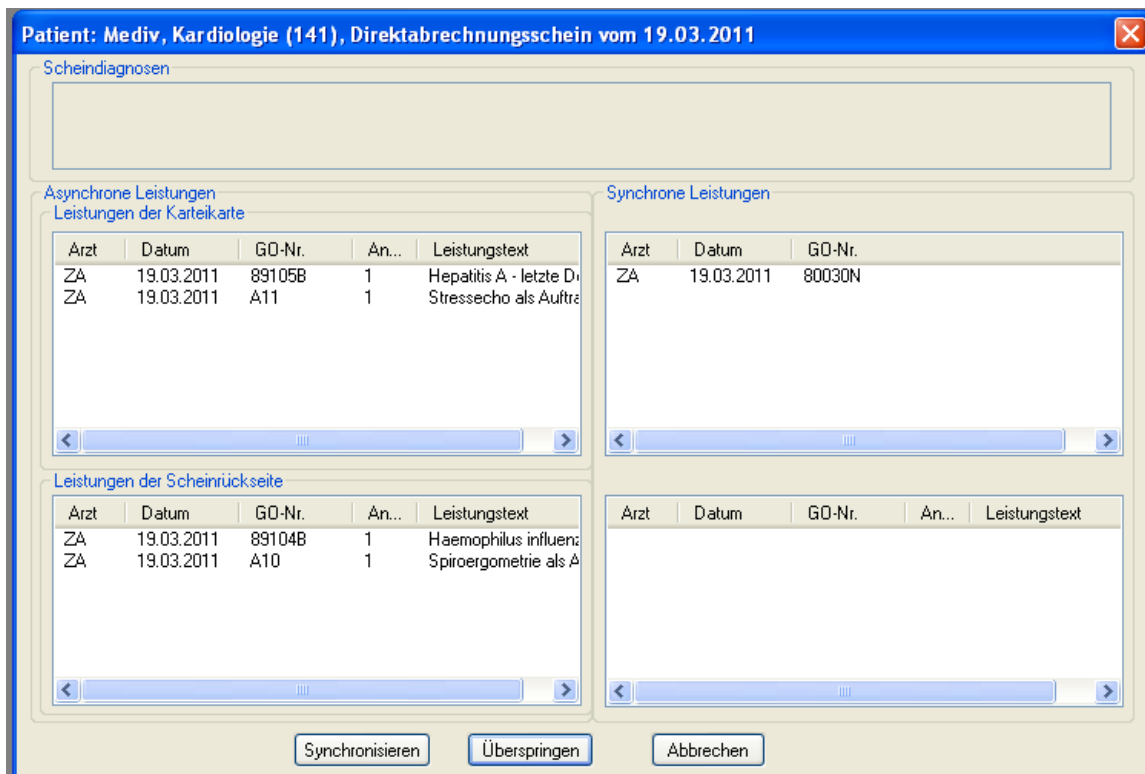 Patient: Mediv, Kardiologie (141), Direktabrechnungsschein vom 19.03.2011
Scheindiagnosen
Asynchrone Leistungen
Leistungen der Karteikarte
Arzt Datum GO-Nr. An... Leistungstext
ZA 19.03.2011 89105B 1 Hepatitis A - letzte D
ZA 19.03.2011 A11 1 Stressecho als Auftra
Leistungen der Scheinrückseite
Arzt Datum GO-Nr. An... Leistungstext
ZA 19.03.2011 89104B 1 Haemophilus influenz
ZA 19.03.2011 A10 1 Spiroergometrie als A
Synchrone Leistungen
Arzt Datum GO-Nr.
ZA 19.03.2011 80030N
Arzt Datum GO-Nr. An... Leistungstext
Synchronisieren Überspringen Abbrechen